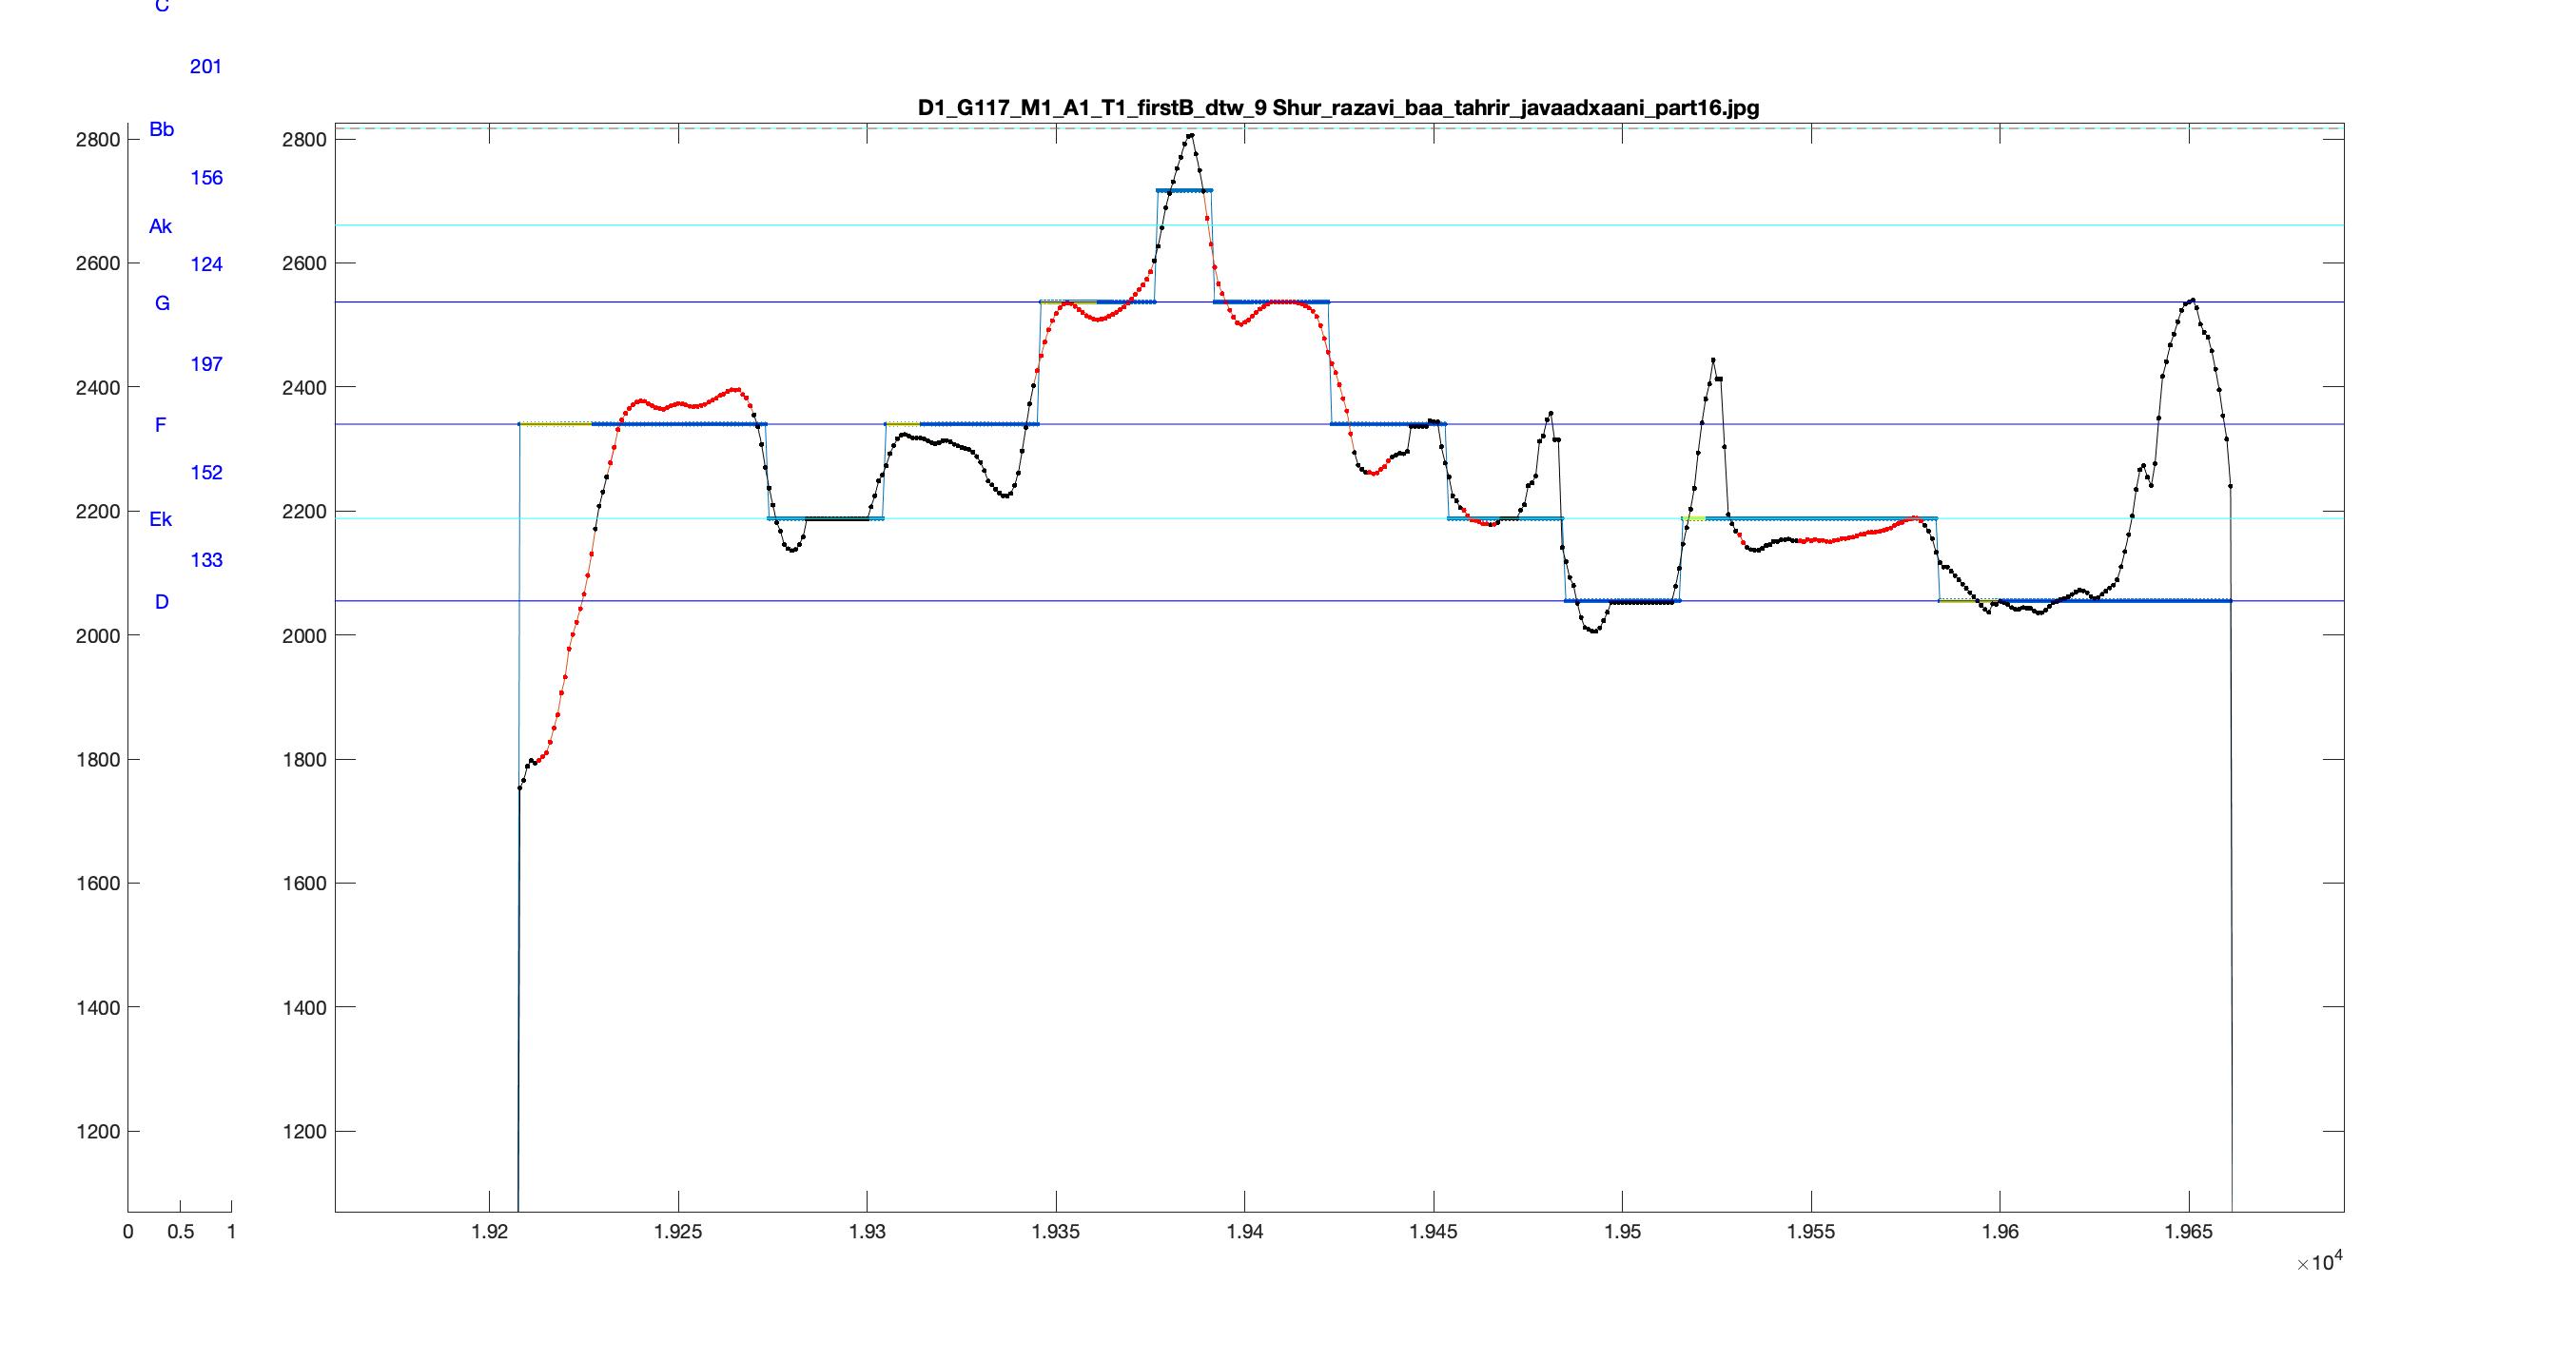 C
201
D1_G117_M1_A1_T1_firstB_dtw_9 Shur_razavi_baa_tahrir_javaadxaani_part16.jpg
2800 Bb 2800
156
Ak
2600 124 2600
G
197
2400 2400
F
152
2200 Ek 2200
133
D
2000 2000
1800 1800
1600 1600
1400 1400
1200 1200
0 0.5 1 1.92 1.925 1.93 1.935 1.94 1.945 1.95 1.955 1.96 1.965
×10⁴